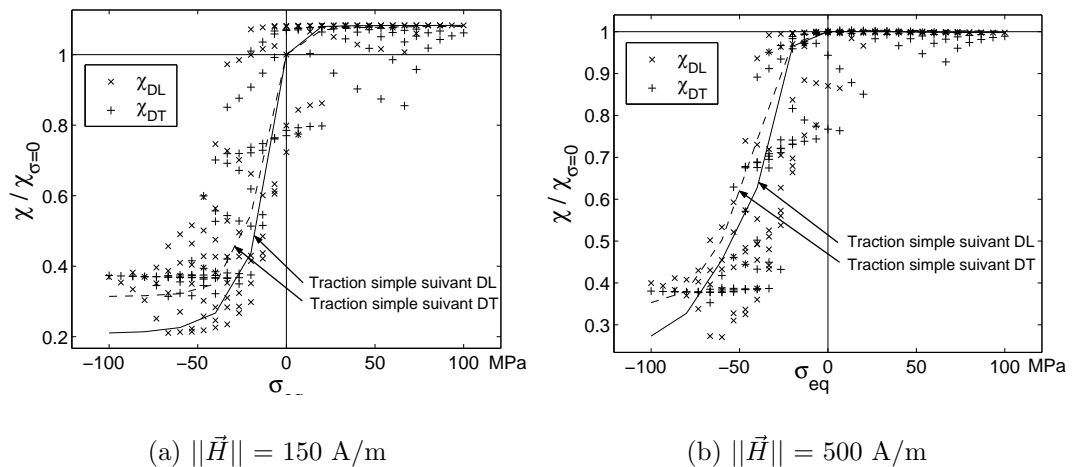 1
0.8
0.6
0.4
0.2
χ / χσ=0
× χDL
+ χDT
Traction simple suivant DL
Traction simple suivant DT
−100 −50 0 50 100 MPa
σeq
(a) ||H⃗|| = 150 A/m
1
0.9
0.8
0.7
0.6
0.5
0.4
0.3
χ / χσ=0
× χDL
+ χDT
Traction simple suivant DL
Traction simple suivant DT
−100 −50 0 50 100 MPa
σeq
(b) ||H⃗|| = 500 A/m